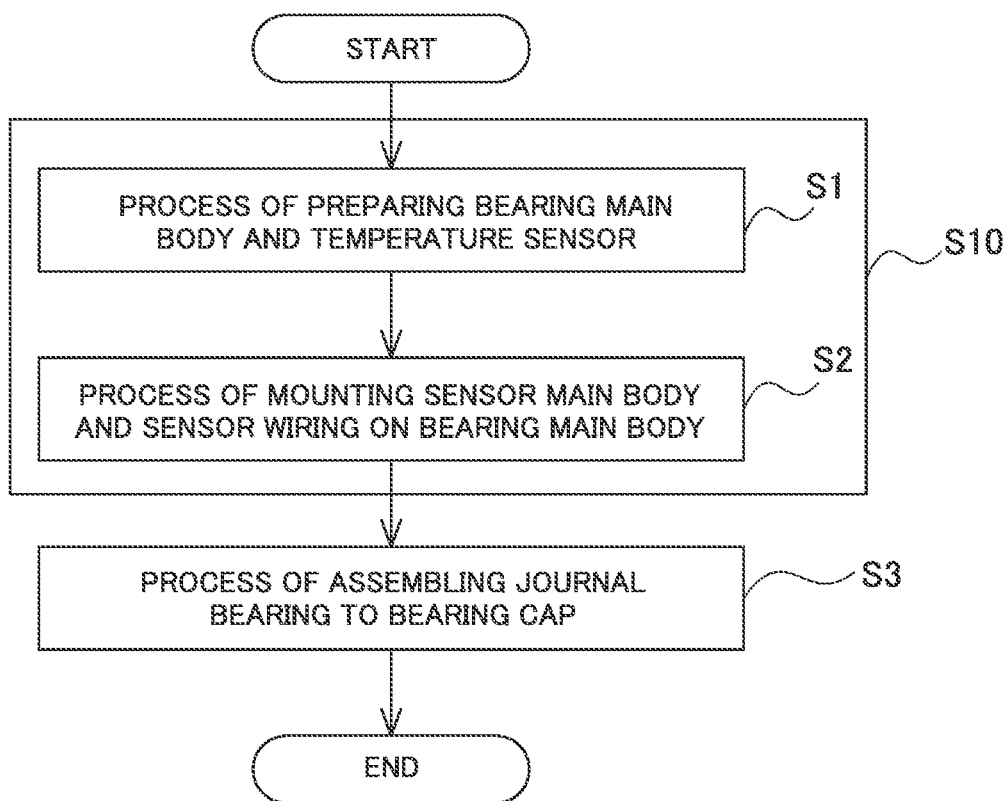 START
PROCESS OF PREPARING BEARING MAIN
BODY AND TEMPERATURE SENSOR
S1
S10
PROCESS OF MOUNTING SENSOR MAIN BODY
AND SENSOR WIRING ON BEARING MAIN BODY
S2
PROCESS OF ASSEMBLING JOURNAL
BEARING TO BEARING CAP
S3
END